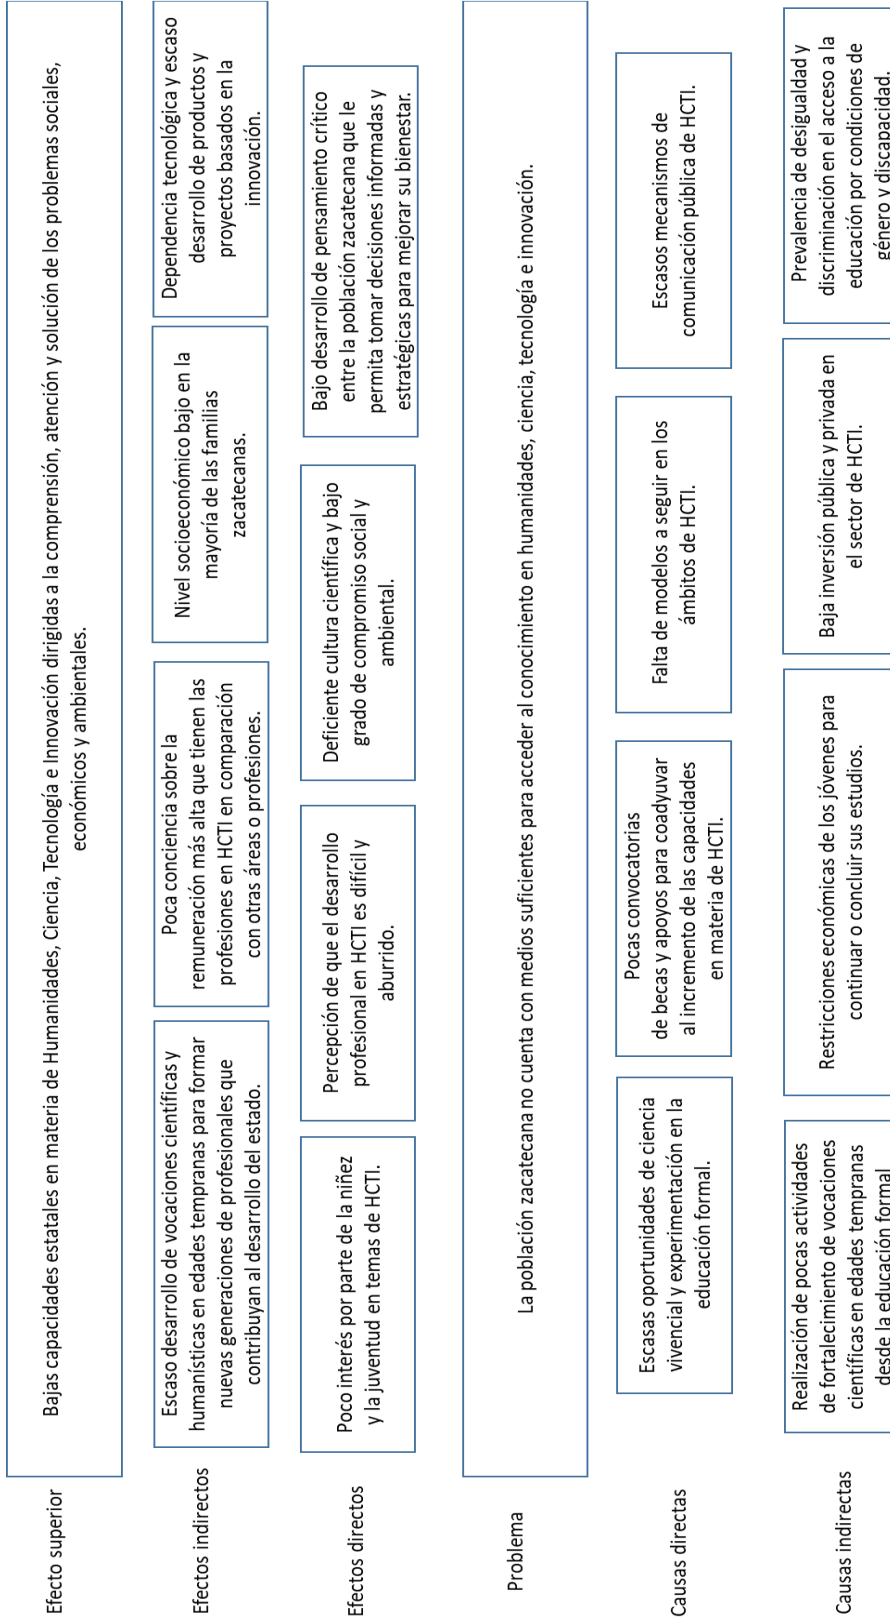 Efecto superior
Bajas capacidades estatales en materia de Humanidades, Ciencia, Tecnología e Innovación dirigidas a la comprensión, atención y solución de los problemas sociales,
económicos y ambientales.
Efectos indirectos
Escaso desarrollo de vocaciones científicas y
humanísticas en edades tempranas para formar
nuevas generaciones de profesionales que
contribuyan al desarrollo del estado.
Poca conciencia sobre la
remuneración más alta que tienen las
profesiones en HCTI en comparación
con otras áreas o profesiones.
Nivel socioeconómico bajo en la
mayoría de las familias
zacatecanas.
Dependencia tecnológica y escaso
desarrollo de productos y
proyectos basados en la
innovación.
Efectos directos
Poco interés por parte de la niñez
y la juventud en temas de HCTI.
Percepción de que el desarrollo
profesional en HCTI es difícil y
aburrido.
Deficiente cultura científica y bajo
grado de compromiso social y
ambiental.
Bajo desarrollo de pensamiento crítico
entre la población zacatecana que le
permita tomar decisiones informadas y
estratégicas para mejorar su bienestar.
Problema
La población zacatecana no cuenta con medios suficientes para acceder al conocimiento en humanidades, ciencia, tecnología e innovación.
Causas directas
Escasas oportunidades de ciencia
vivencial y experimentación en la
educación formal.
Pocas convocatorias
de becas y apoyos para coadyuvar
al incremento de las capacidades
en materia de HCTI.
Falta de modelos a seguir en los
ámbitos de HCTI.
Escasos mecanismos de
comunicación pública de HCTI.
Causas indirectas
Realización de pocas actividades
de fortalecimiento de vocaciones
científicas en edades tempranas
desde la educación formal
Restricciones económicas de los jóvenes para
continuar o concluir sus estudios.
Baja inversión pública y privada en
el sector de HCTI.
Prevalencia de desigualdad y
discriminación en el acceso a la
educación por condiciones de
género y discapacidad.